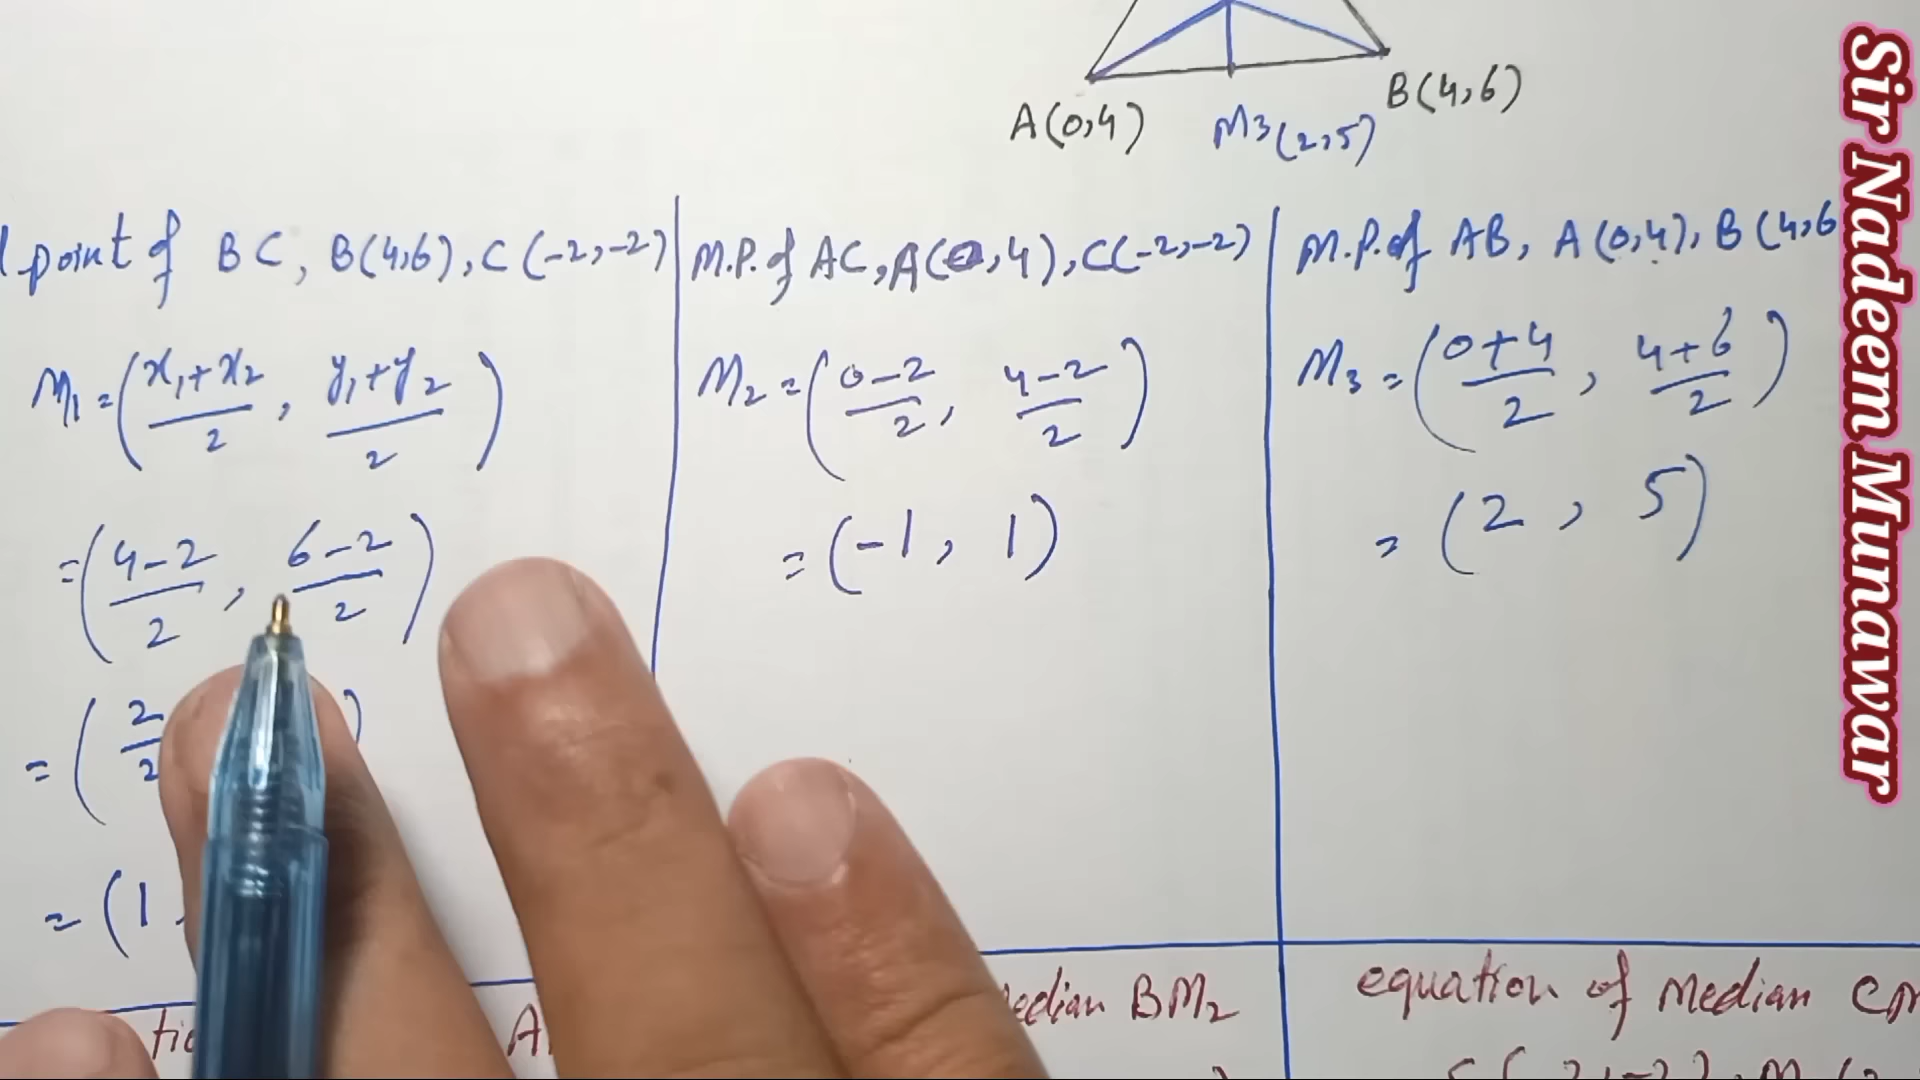 A(0,4)
M3(2,5)
B(4,6)
point of BC, B(4,6), C(-2,-2)
M1 = (x1+x2/2, y1+y2/2)
= (4-2/2, 6-2/2)
= (2/2
= (1,
M.P. of AC, A(0,4), C(-2,-2)
M2 = (0-2/2, 4-2/2)
= (-1, 1)
M.P. of AB, A(0,4), B(4,6
M3 = (0+4/2, 4+6/2)
= (2, 5)
edian BM2
equation of Median CM
Sir Nadeem Munawar